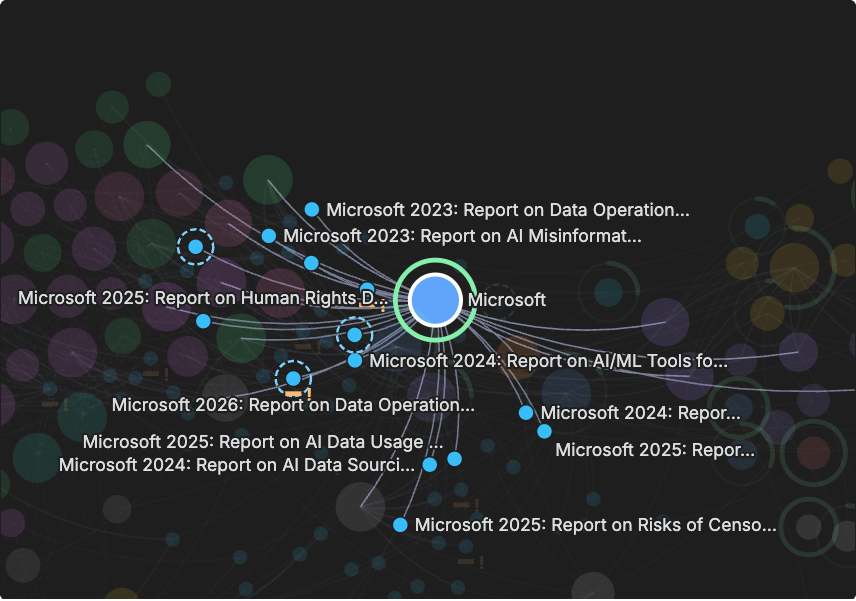 Microsoft 2023: Report on Data Operation...
Microsoft 2023: Report on AI Misinformat...
Microsoft 2025: Report on Human Rights D...
Microsoft
Microsoft 2024: Report on AI/ML Tools fo...
Microsoft 2026: Report on Data Operation...
Microsoft 2024: Repor...
Microsoft 2025: Report on AI Data Usage ...
Microsoft 2025: Repor...
Microsoft 2024: Report on AI Data Sourci...
Microsoft 2025: Report on Risks of Censo...